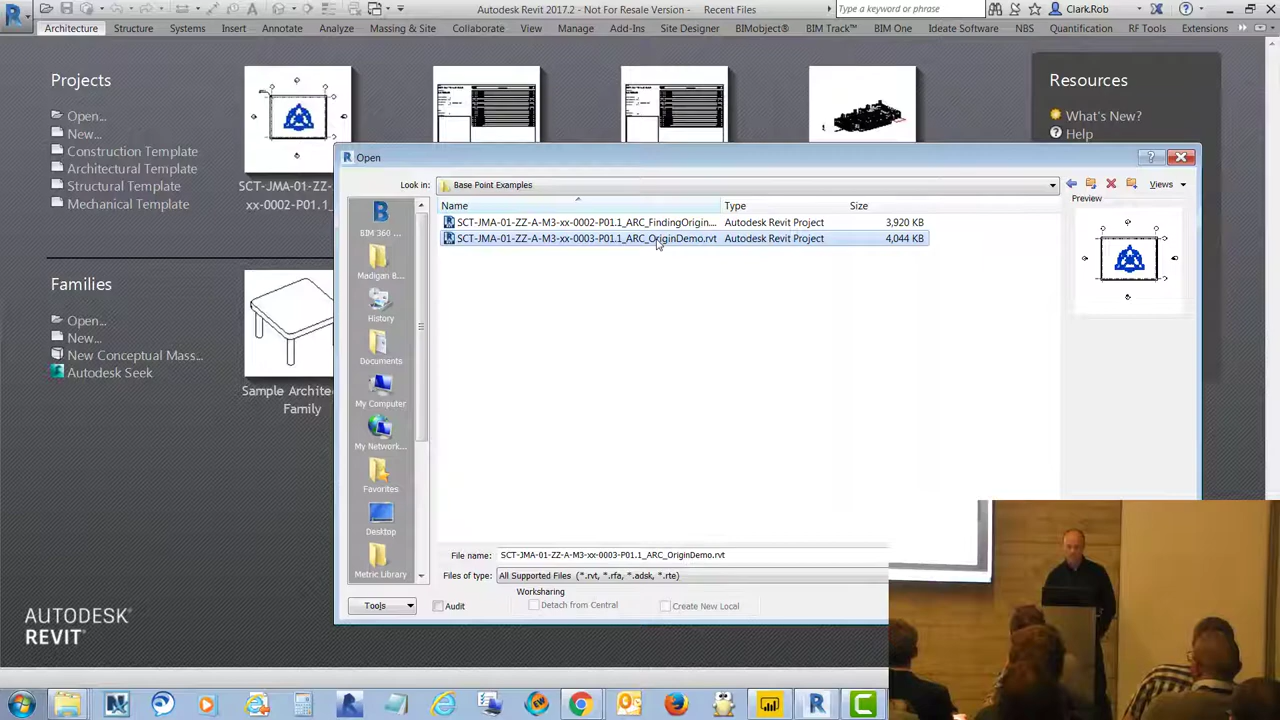 Autodesk Revit 2017.2 - Not For Resale Version - Recent Files
Type a keyword or phrase
Clark.Rob
Architecture Structure Systems Insert Annotate Analyze Massing & Site Collaborate View Manage Add-Ins Site Designer BIMobject® BIM Track™ BIM One Ideate Software NBS Quantification RF Tools Extensions
Projects
Open...
New...
Construction Template
Architectural Template
Structural Template
Mechanical Template
SCT-JMA-01-ZZ-
xx-0002-P01.1_
Resources
What's New?
Help
Families
Open...
New...
New Conceptual Mass...
Autodesk Seek
Sample Archite
Family
AUTODESK
REVIT
Open
Look in:
Base Point Examples
Views
Preview
Name Type Size
SCT-JMA-01-ZZ-A-M3-xx-0002-P01.1_ARC_FindingOrigin... Autodesk Revit Project 3,920 KB
SCT-JMA-01-ZZ-A-M3-xx-0003-P01.1_ARC_OriginDemo.rvt Autodesk Revit Project 4,044 KB
BIM 360 ...
Madigan B...
History
Documents
My Computer
My Network...
Favorites
Desktop
Metric Library
File name: SCT-JMA-01-ZZ-A-M3-xx-0003-P01.1_ARC_OriginDemo.rvt
Files of type: All Supported Files (*.rvt, *.rfa, *.adsk, *.rte)
Worksharing
Tools
Audit
Detach from Central
Create New Local